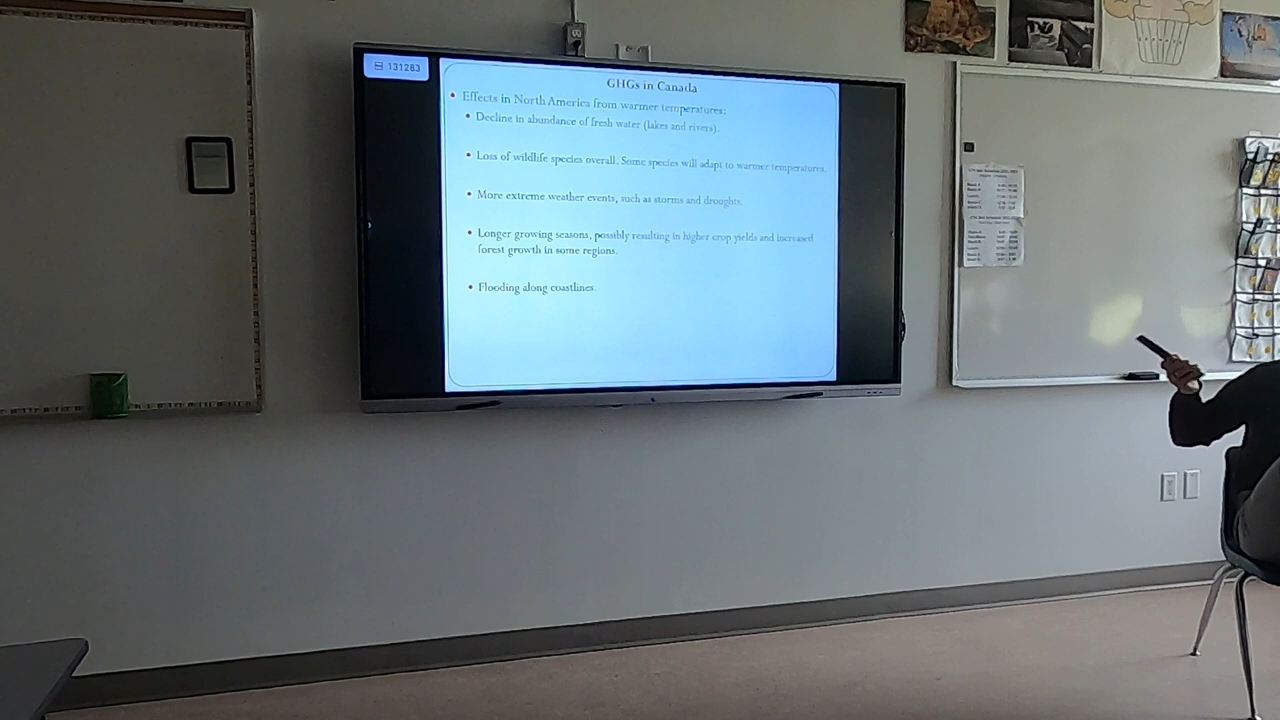 131283
GHGs in Canada
• Effects in North America from warmer temperatures:
• Decline in abundance of fresh water (lakes and rivers).
• Loss of wildlife species overall. Some species will adapt to warmer temperatures.
• More extreme weather events, such as storms and droughts.
• Longer growing seasons, possibly resulting in higher crop yields and increased
forest growth in some regions.
• Flooding along coastlines.